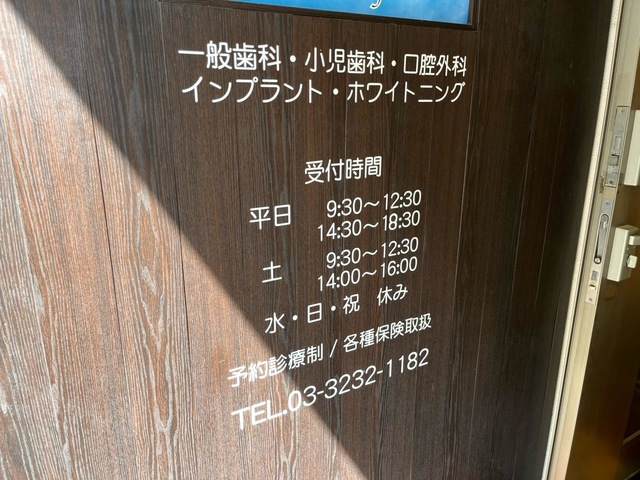 一般歯科・小児歯科・口腔外科
インプラント・ホワイトニング
受付時間
平日 9:30～12:30
14:30～18:30
土 9:30～12:30
14:00～16:00
水・日・祝 休み
予約診療制 / 各種保険取扱
TEL.03-3232-1182